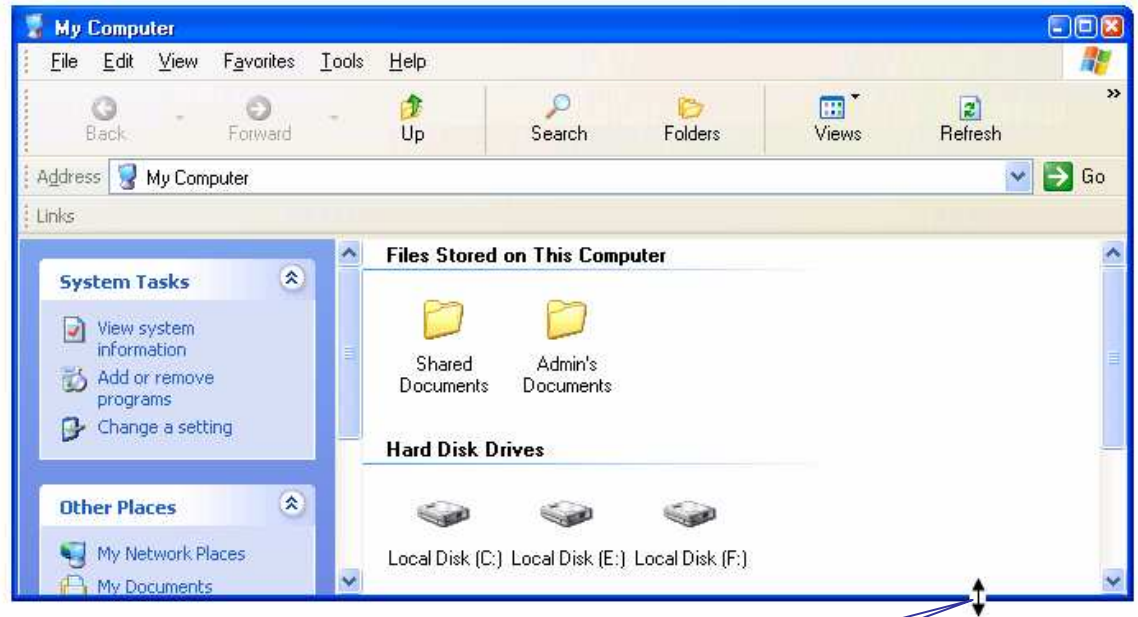 My Computer
File Edit View Favorites Tools Help
Back Forward Up Search Folders Views Refresh »
Address My Computer Go
Links
System Tasks
View system
information
Add or remove
programs
Change a setting
Other Places
My Network Places
My Documents
Files Stored on This Computer
Shared
Documents
Admin's
Documents
Hard Disk Drives
Local Disk (C:) Local Disk (E:) Local Disk (F:)